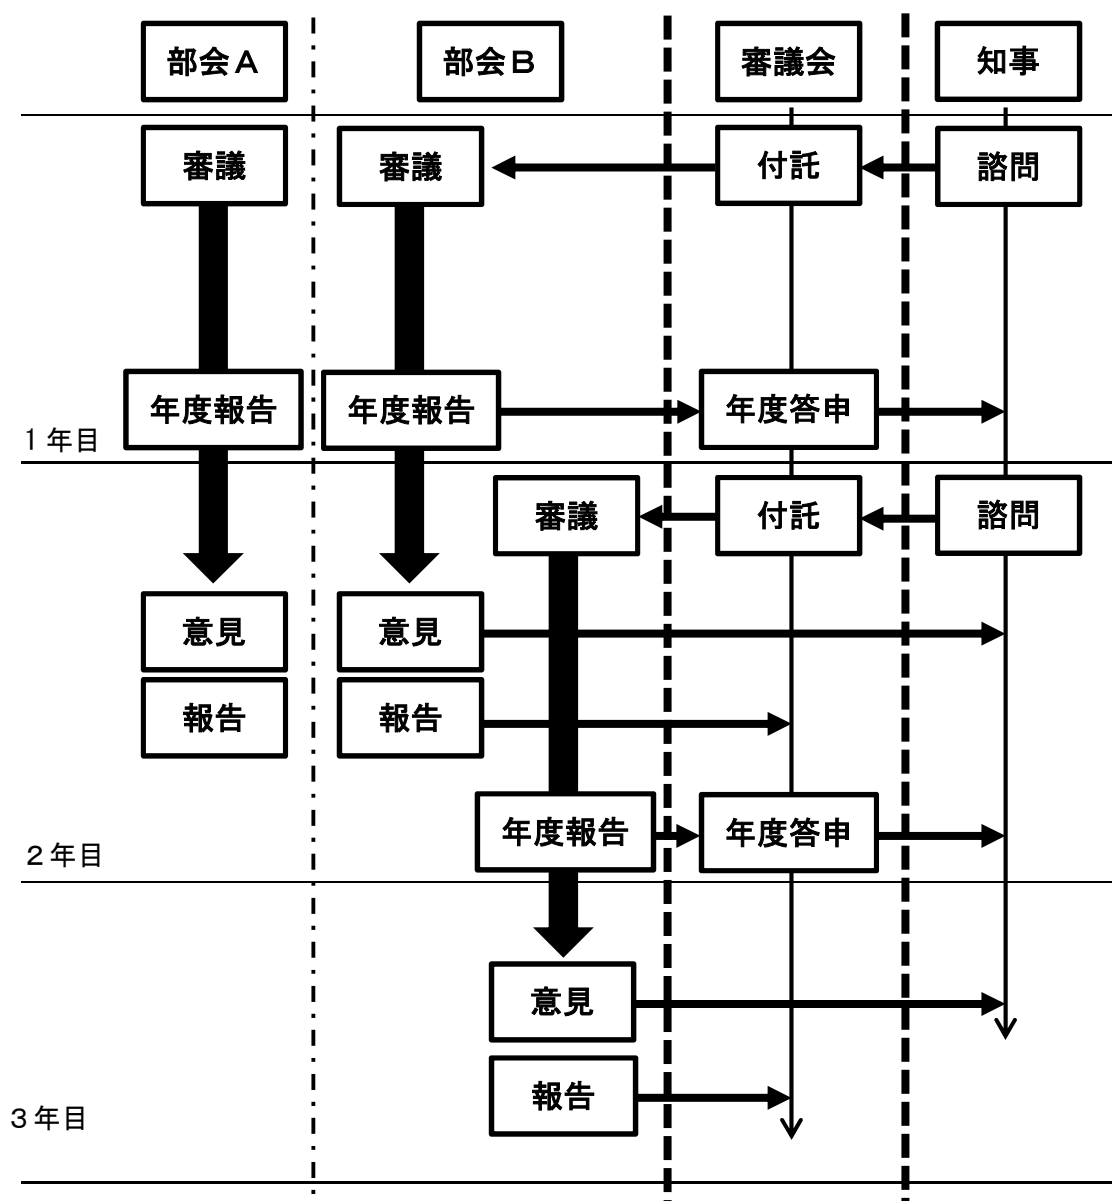 部会A
部会B
審議会
知事
審議
審議
付託
諮問
年度報告
年度報告
年度答申
1年目
審議
付託
諮問
意見
意見
報告
報告
年度報告
年度答申
2年目
意見
報告
3年目